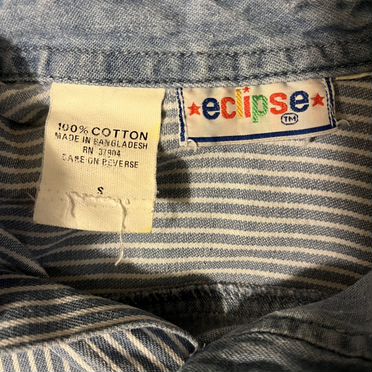 100% COTTON
MADE IN BANGLADESH
RN 37904
CARE ON REVERSE
S
★eclipse★
TM